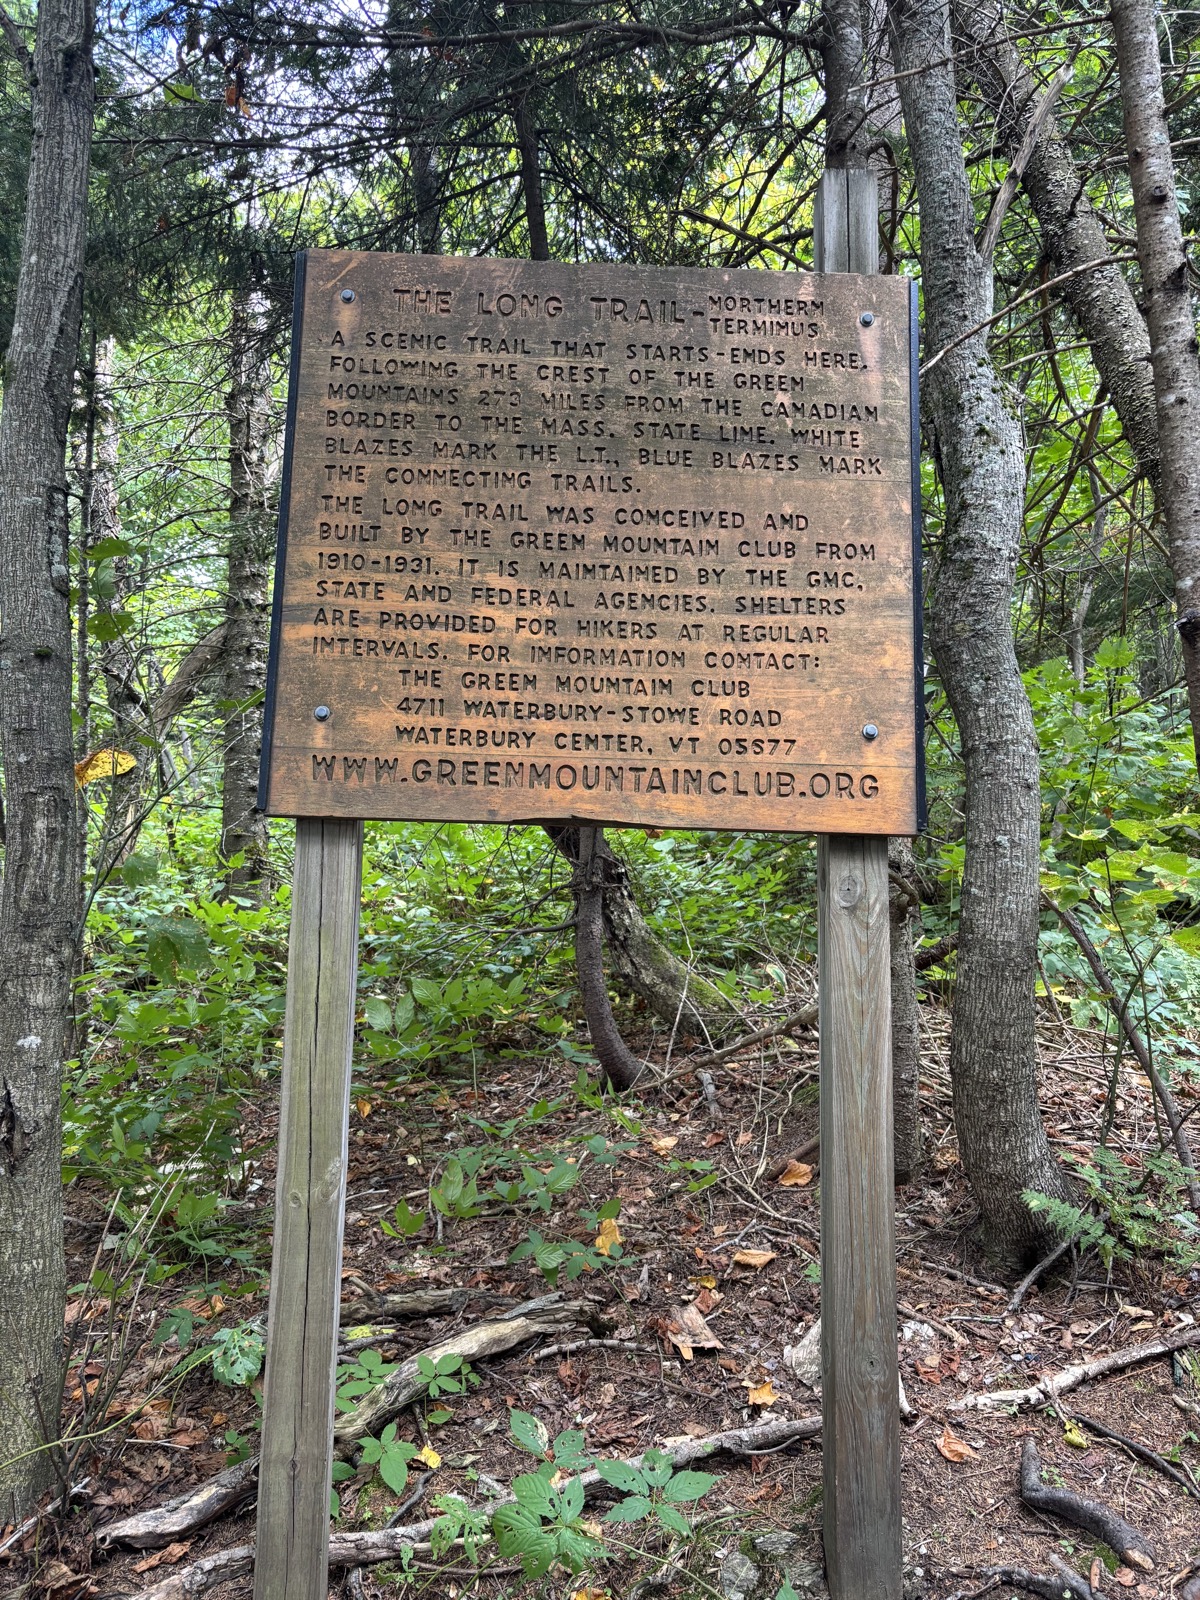 THE LONG TRAIL-NORTHERN TERMINUS
A SCENIC TRAIL THAT STARTS-ENDS HERE.
FOLLOWING THE CREST OF THE GREEN
MOUNTAINS 273 MILES FROM THE CANADIAN
BORDER TO THE MASS. STATE LINE. WHITE
BLAZES MARK THE L.T., BLUE BLAZES MARK
THE CONNECTING TRAILS.
THE LONG TRAIL WAS CONCEIVED AND
BUILT BY THE GREEN MOUNTAIN CLUB FROM
1910-1931. IT IS MAINTAINED BY THE GMC,
STATE AND FEDERAL AGENCIES. SHELTERS
ARE PROVIDED FOR HIKERS AT REGULAR
INTERVALS. FOR INFORMATION CONTACT:
THE GREEN MOUNTAIN CLUB
4711 WATERBURY-STOWE ROAD
WATERBURY CENTER, VT 05677
WWW.GREENMOUNTAINCLUB.ORG